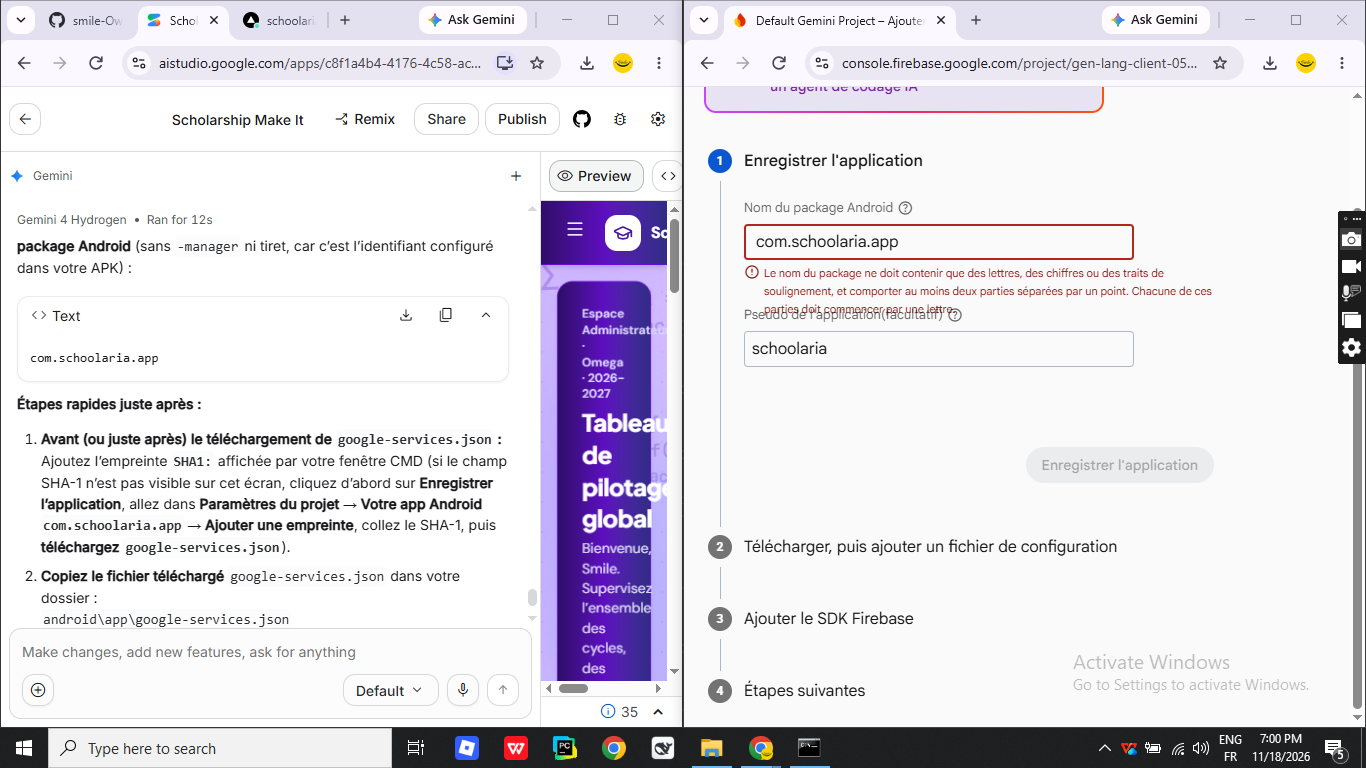 smile-Ow
Schol
schoolari
Ask Gemini
aistudio.google.com/apps/c8f1a4b4-4176-4c58-ac...
Scholarship Make It
Remix
Share
Publish
Gemini
Preview
Gemini 4 Hydrogen • Ran for 12s
package Android (sans -manager ni tiret, car c'est l'identifiant configuré
dans votre APK) :
<> Text
com.schoolaria.app
Étapes rapides juste après :
1. Avant (ou juste après) le téléchargement de google-services.json :
Ajoutez l'empreinte SHA1: affichée par votre fenêtre CMD (si le champ
SHA-1 n'est pas visible sur cet écran, cliquez d'abord sur Enregistrer
l'application, allez dans Paramètres du projet → Votre app Android
com.schoolaria.app → Ajouter une empreinte, collez le SHA-1, puis
téléchargez google-services.json).
2. Copiez le fichier téléchargé google-services.json dans votre
dossier :
android\app\google-services.json
Make changes, add new features, ask for anything
Default
Sc
Espace
Administrat
·
Omega
· 2026–
2027
Tableau
de
pilotage
global
Bienvenue,
Smile.
Supervisez
l'ensemble
des
cycles,
des
35
Default Gemini Project – Ajoute
Ask Gemini
console.firebase.google.com/project/gen-lang-client-05...
un agent de codage IA
1 Enregistrer l'application
Nom du package Android
com.schoolaria.app
Le nom du package ne doit contenir que des lettres, des chiffres ou des traits de
soulignement, et comporter au moins deux parties séparées par un point. Chacune de ces
parties doit commencer par une lettre.
Pseudo de l'application(facultatif)
schoolaria
Enregistrer l'application
2 Télécharger, puis ajouter un fichier de configuration
3 Ajouter le SDK Firebase
4 Étapes suivantes
Activate Windows
Go to Settings to activate Windows.
Type here to search
PC
ENG
FR
7:00 PM
11/18/2026
5